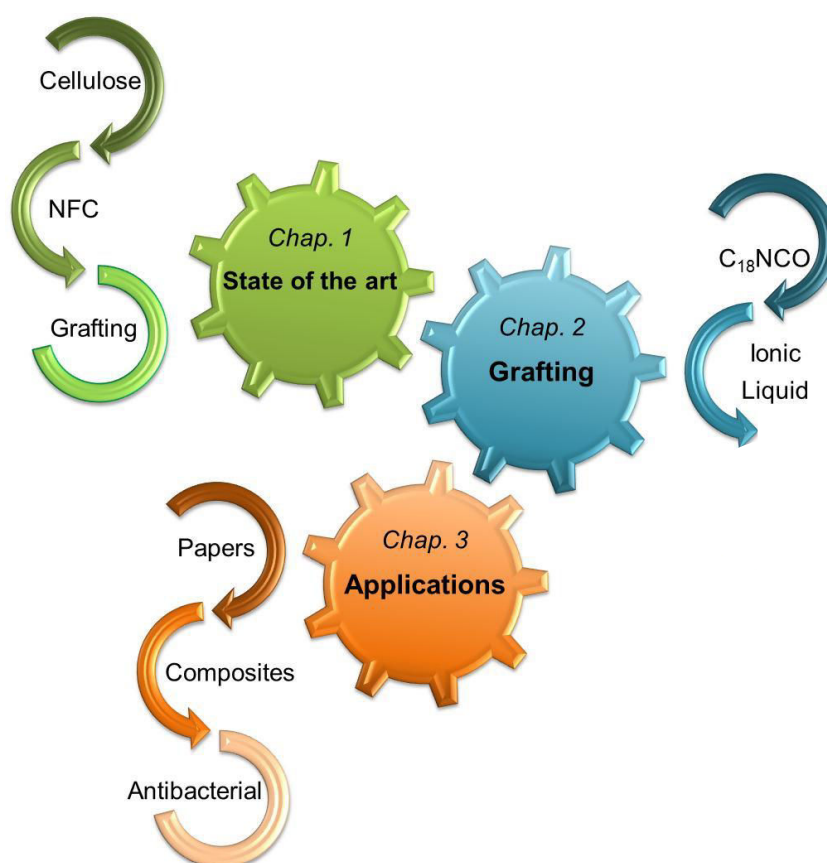 Cellulose
NFC
Grafting
Chap. 1
State of the art
Chap. 2
Grafting
C₁₈NCO
Ionic
Liquid
Chap. 3
Applications
Papers
Composites
Antibacterial